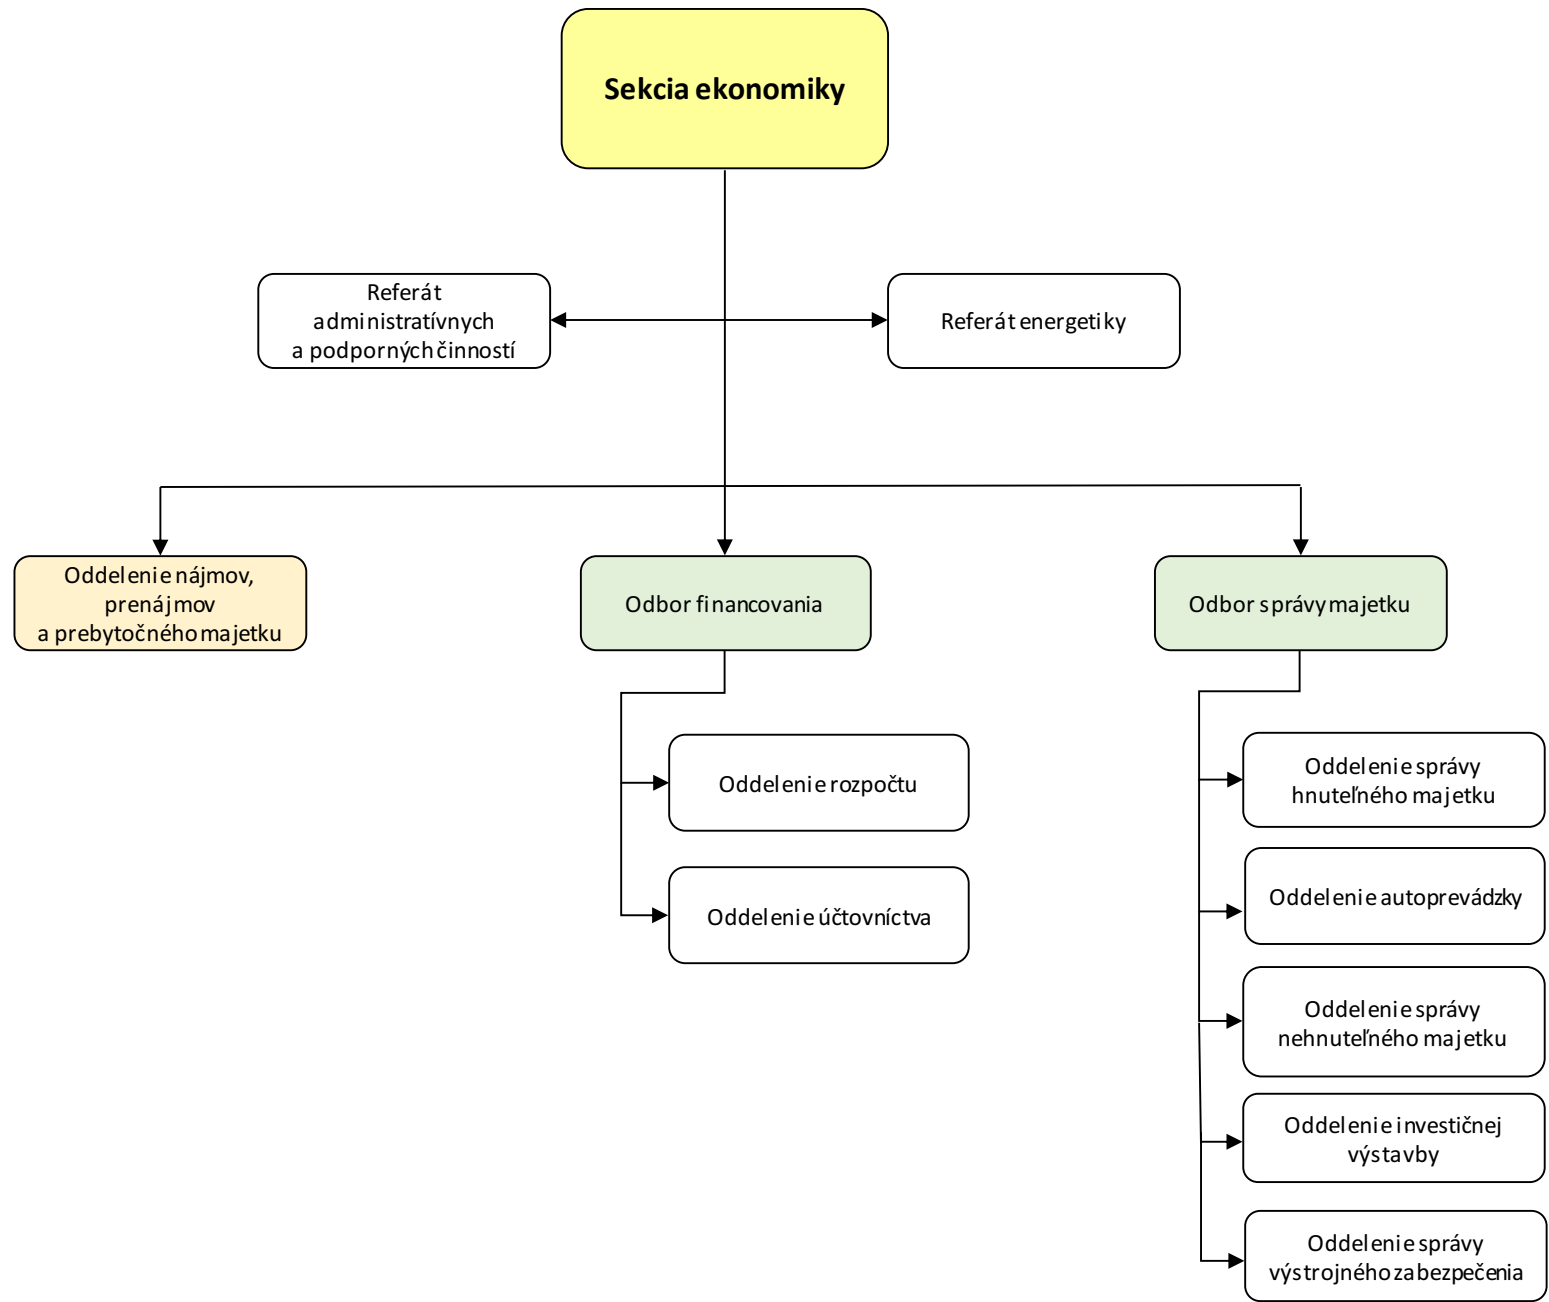 Sekcia ekonomiky
Referát
administratívnych
a podporných činností
Referát energetiky
Oddelenie nájmov,
prenájmov
a prebytočného majetku
Odbor financovania
Odbor správy majetku
Oddelenie rozpočtu
Oddelenie účtovníctva
Oddelenie správy
hnuteľného majetku
Oddelenie autoprevádzky
Oddelenie správy
nehnuteľného majetku
Oddelenie investičnej
výstavby
Oddelenie správy
výstrojného zabezpečenia